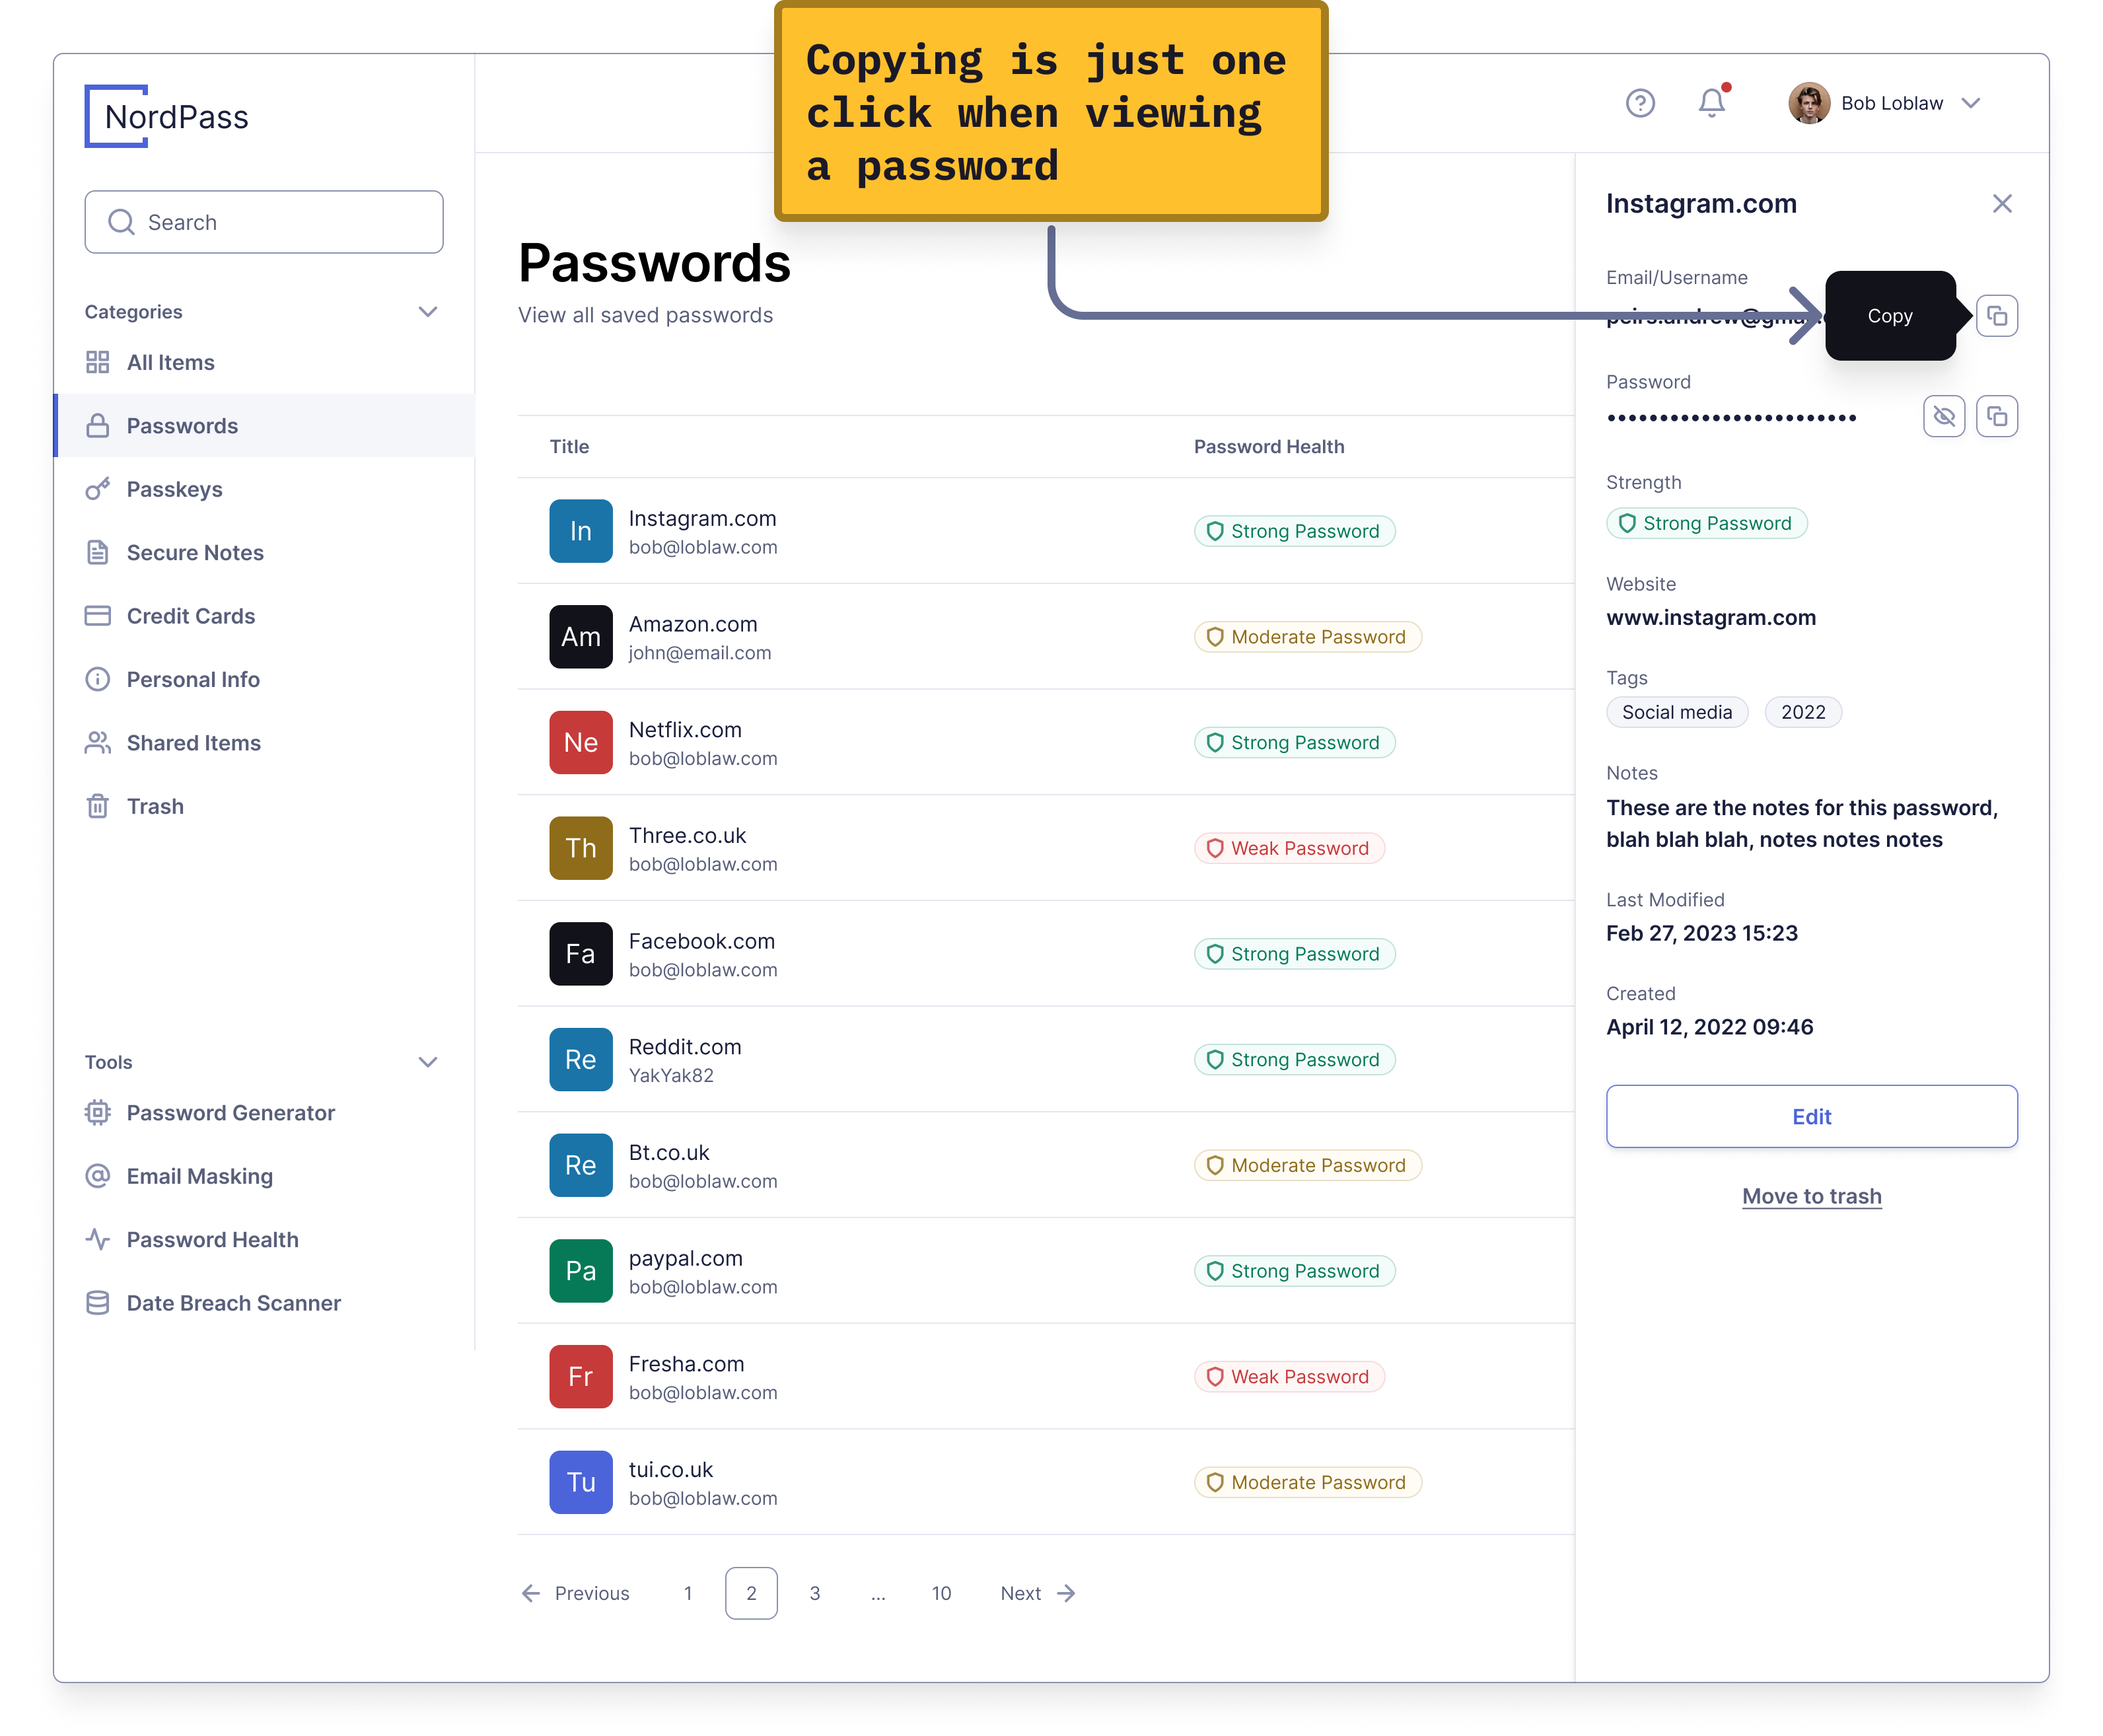 Copying is just one
click when viewing
a password
NordPass
Bob Loblaw
Search
Categories
All Items
Passwords
Passkeys
Secure Notes
Credit Cards
Personal Info
Shared Items
Trash
Tools
Password Generator
Email Masking
Password Health
Date Breach Scanner
Passwords
View all saved passwords
Title
Password Health
In
Instagram.com
bob@loblaw.com
Strong Password
Am
Amazon.com
john@email.com
Moderate Password
Ne
Netflix.com
bob@loblaw.com
Strong Password
Th
Three.co.uk
bob@loblaw.com
Weak Password
Fa
Facebook.com
bob@loblaw.com
Strong Password
Re
Reddit.com
YakYak82
Strong Password
Re
Bt.co.uk
bob@loblaw.com
Moderate Password
Pa
paypal.com
bob@loblaw.com
Strong Password
Fr
Fresha.com
bob@loblaw.com
Weak Password
Tu
tui.co.uk
bob@loblaw.com
Moderate Password
Previous 1 2 3 ... 10 Next
Instagram.com
Email/Username
Copy
Password
Strength
Strong Password
Website
www.instagram.com
Tags
Social media 2022
Notes
These are the notes for this password,
blah blah blah, notes notes notes
Last Modified
Feb 27, 2023 15:23
Created
April 12, 2022 09:46
Edit
Move to trash